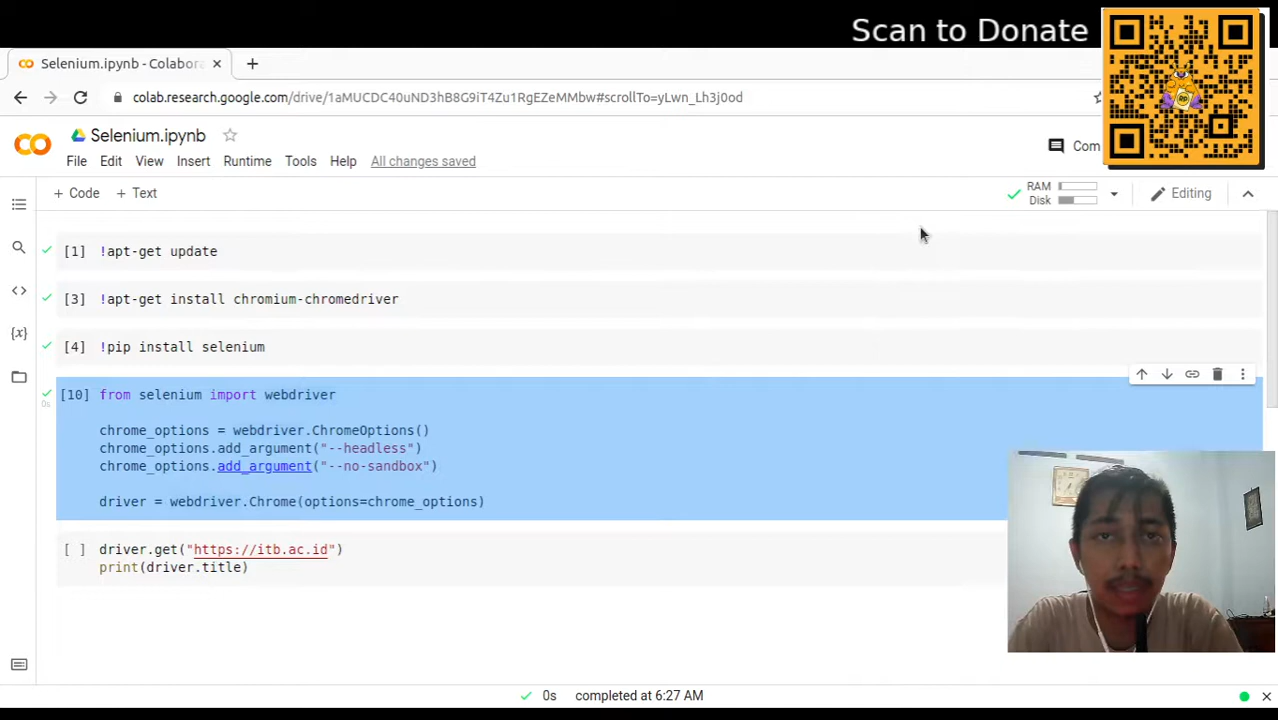 Scan to Donate
RP
Selenium.ipynb - Colabora
colab.research.google.com/drive/1aMUCDC40uND3hB8G9iT4Zu1RgEZeMMbw#scrollTo=yLwn_Lh3j0od
Selenium.ipynb
File Edit View Insert Runtime Tools Help All changes saved
Com
+ Code + Text
RAM
Disk
Editing
[1] !apt-get update
[3] !apt-get install chromium-chromedriver
[4] !pip install selenium
[10] from selenium import webdriver
0s
chrome_options = webdriver.ChromeOptions()
chrome_options.add_argument("--headless")
chrome_options.add_argument("--no-sandbox")
driver = webdriver.Chrome(options=chrome_options)
[ ] driver.get("https://itb.ac.id")
print(driver.title)
{x}
0s completed at 6:27 AM